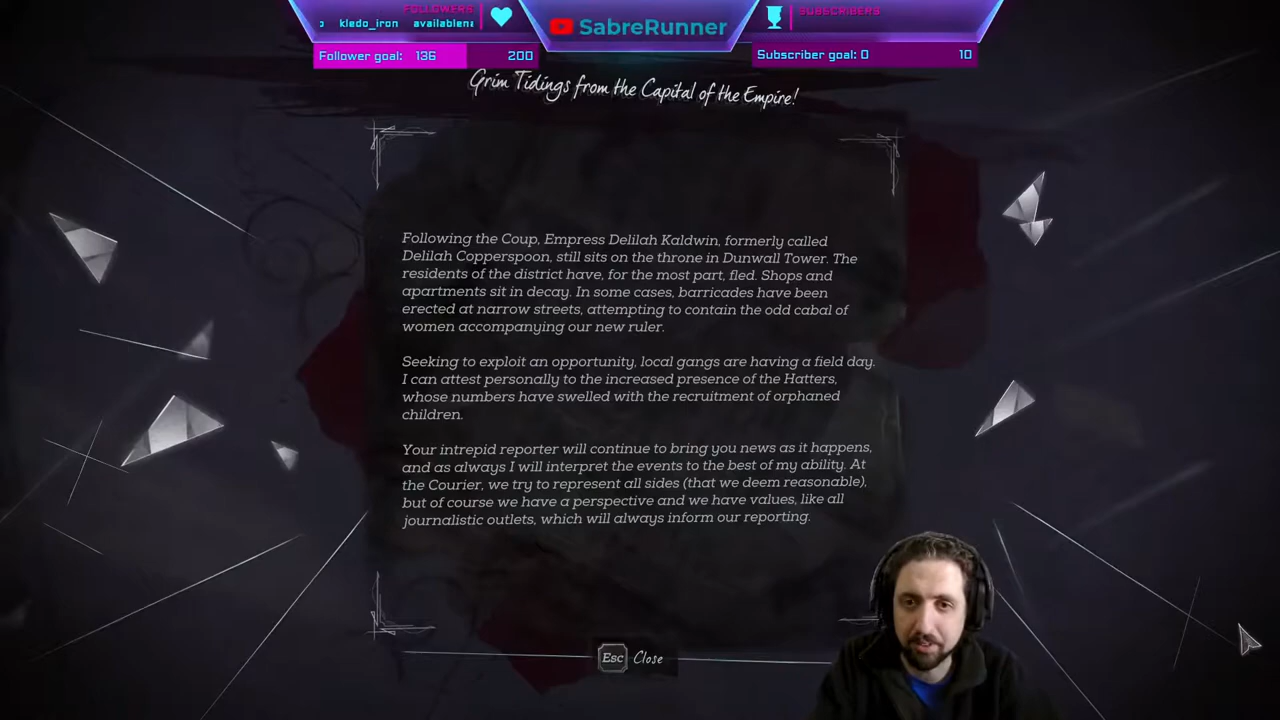 FOLLOWERS
kledo_iron availablen
SabreRunner
SUBSCRIBERS
Follower goal: 136 200
Subscriber goal: 0 10
Grim Tidings from the Capital of the Empire!
Following the Coup, Empress Delilah Kaldwin, formerly called
Delilah Copperspoon, still sits on the throne in Dunwall Tower. The
residents of the district have, for the most part, fled. Shops and
apartments sit in decay. In some cases, barricades have been
erected at narrow streets, attempting to contain the odd cabal of
women accompanying our new ruler.
Seeking to exploit an opportunity, local gangs are having a field day.
I can attest personally to the increased presence of the Hatters,
whose numbers have swelled with the recruitment of orphaned
children.
Your intrepid reporter will continue to bring you news as it happens,
and as always I will interpret the events to the best of my ability. At
the Courier, we try to represent all sides (that we deem reasonable),
but of course we have a perspective and we have values, like all
journalistic outlets, which will always inform our reporting.
Esc Close